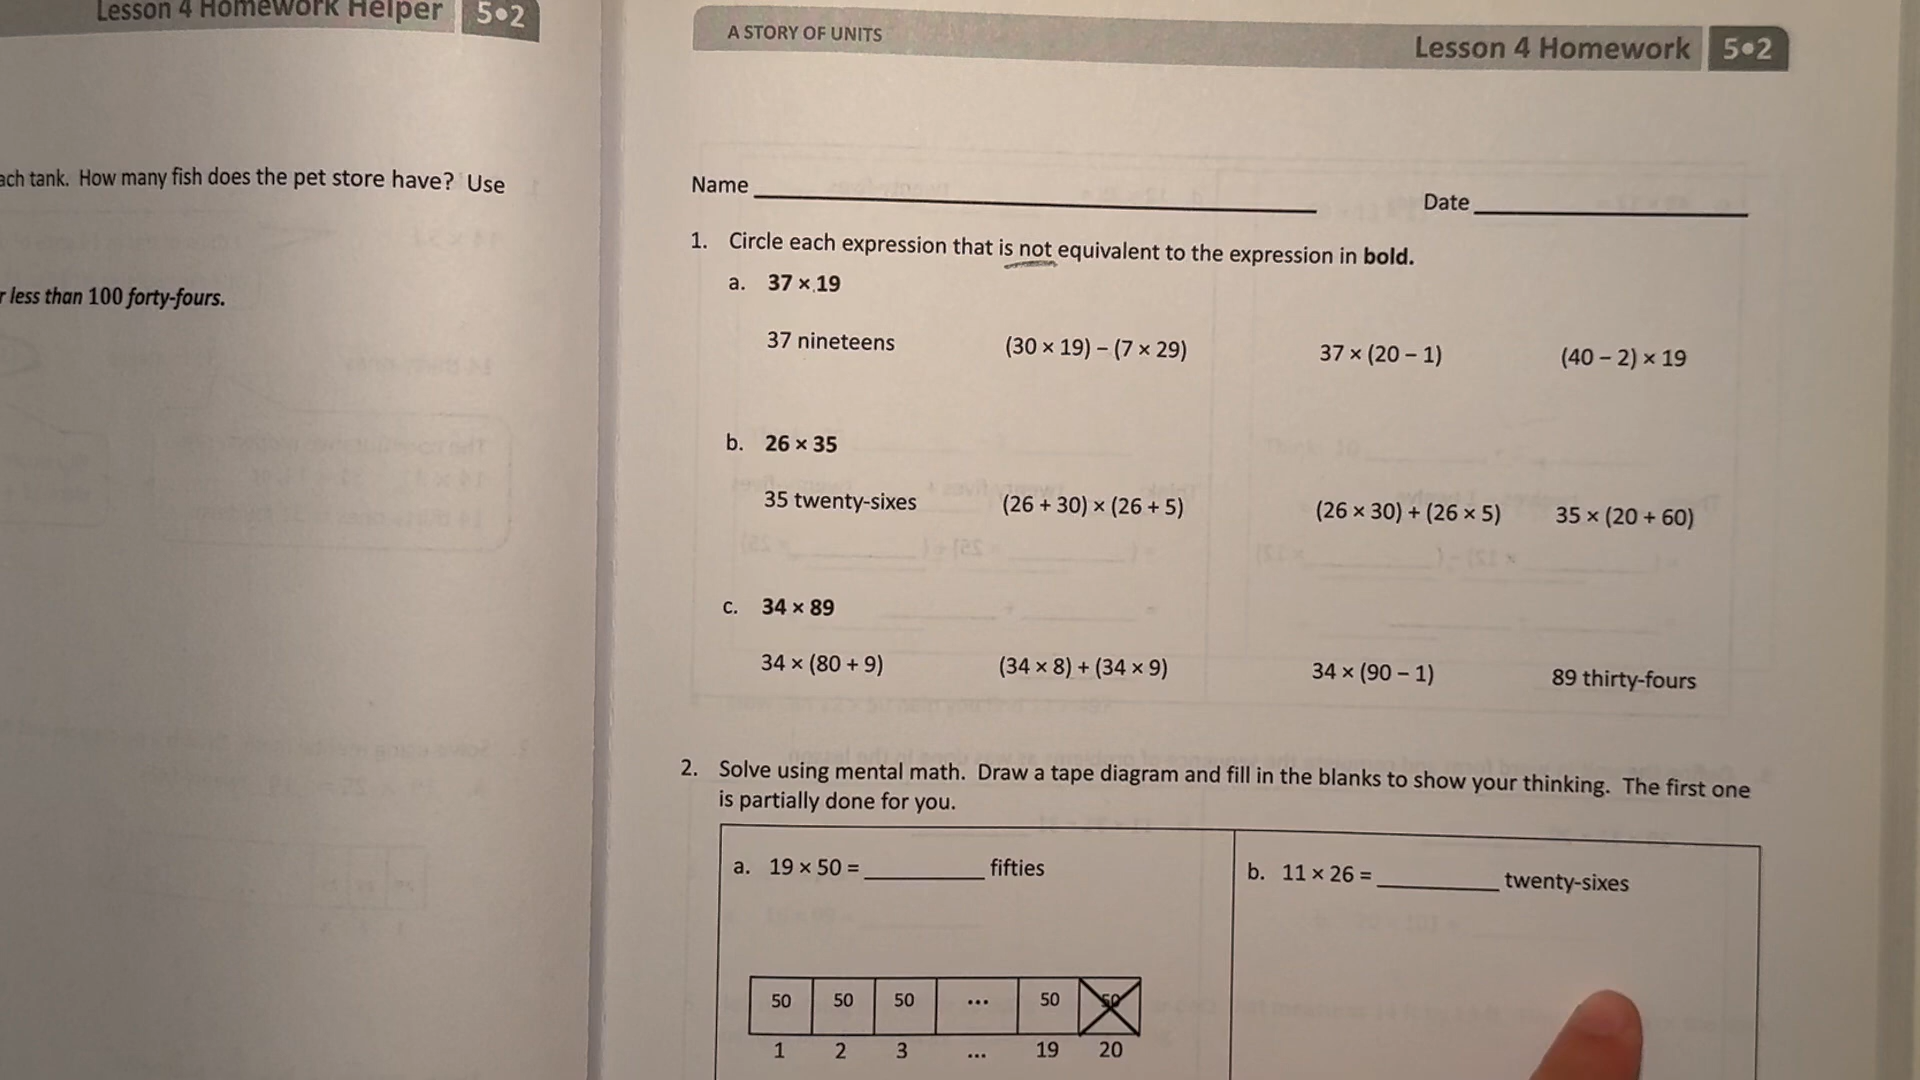 Lesson 4 Homework Helper 5•2
ach tank. How many fish does the pet store have? Use
r less than 100 forty-fours.
A STORY OF UNITS
Lesson 4 Homework 5•2
Name
Date
1. Circle each expression that is not equivalent to the expression in bold.
a. 37 × 19
37 nineteens (30 × 19) – (7 × 29) 37 × (20 – 1) (40 – 2) × 19
b. 26 × 35
35 twenty-sixes (26 + 30) × (26 + 5) (26 × 30) + (26 × 5) 35 × (20 + 60)
c. 34 × 89
34 × (80 + 9) (34 × 8) + (34 × 9) 34 × (90 – 1) 89 thirty-fours
2. Solve using mental math. Draw a tape diagram and fill in the blanks to show your thinking. The first one
is partially done for you.
a. 19 × 50 = __________ fifties
50 50 50 ... 50 50
1 2 3 ... 19 20
b. 11 × 26 = __________ twenty-sixes